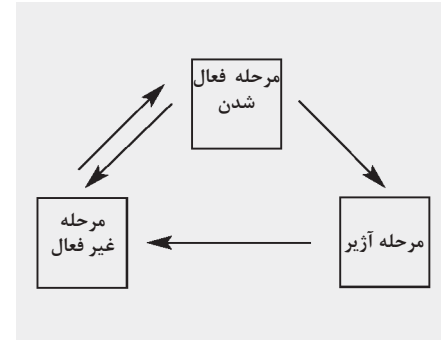 مرحله فعال
شدن
مرحله آژیر
مرحله
غیر فعال